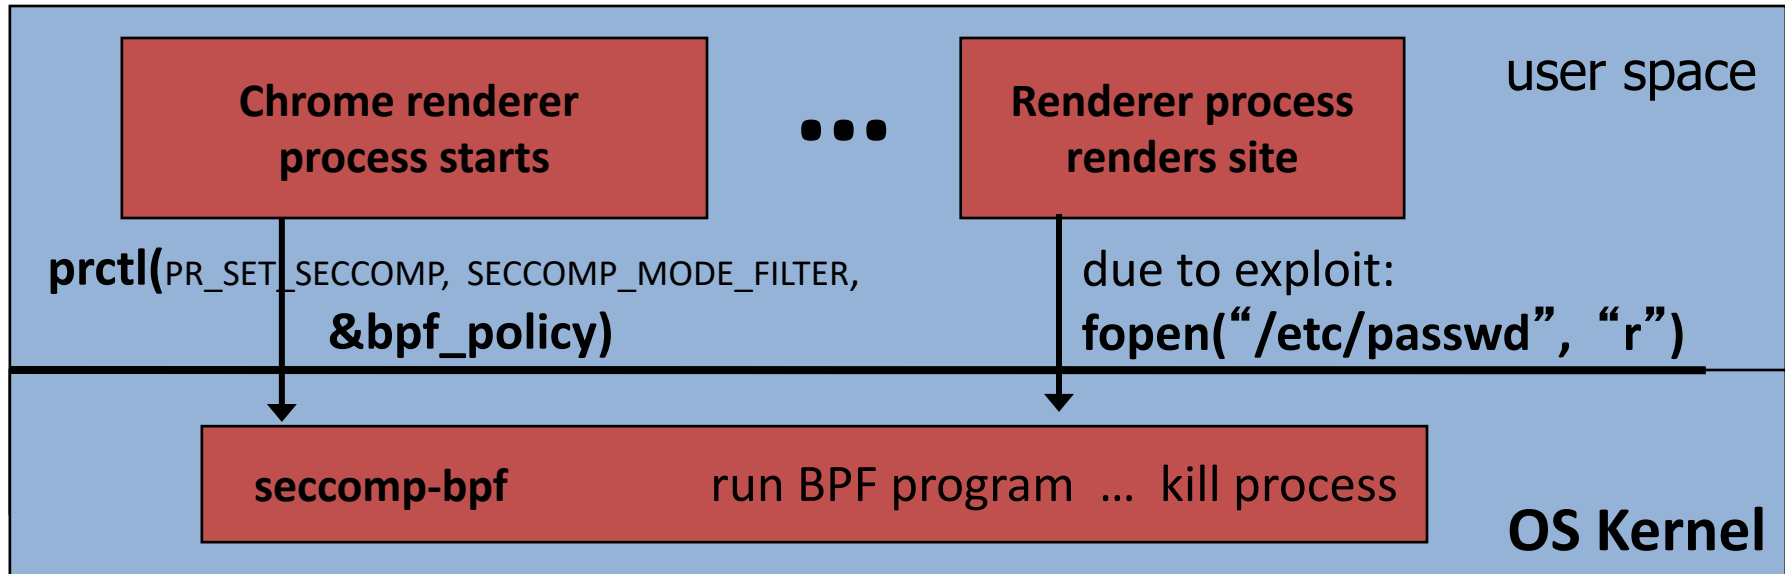 Chrome renderer
process starts
...
Renderer process
renders site
user space
prctl(PR_SET_SECCOMP, SECCOMP_MODE_FILTER,
&bpf_policy)
due to exploit:
fopen(“/etc/passwd”, “r”)
seccomp-bpf run BPF program ... kill process
OS Kernel